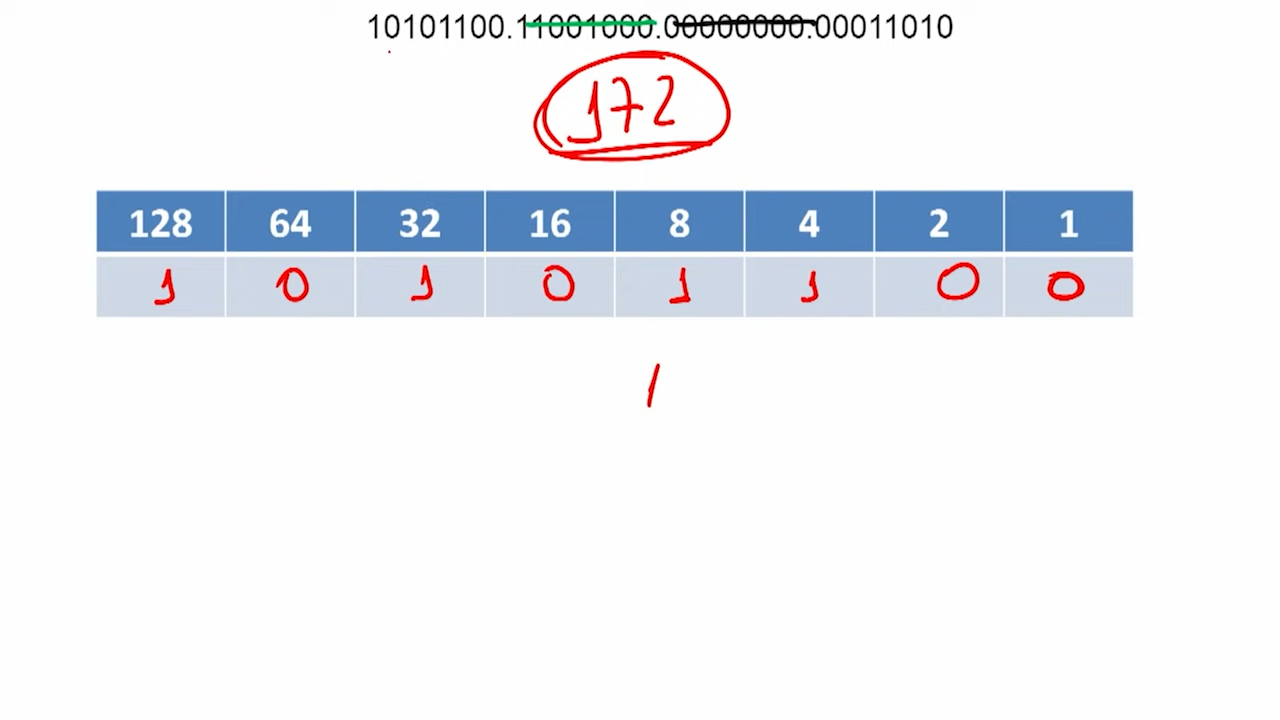 10101100.11001000.00000000.00011010
172
128 64 32 16 8 4 2 1
1 0 1 0 1 1 0 0